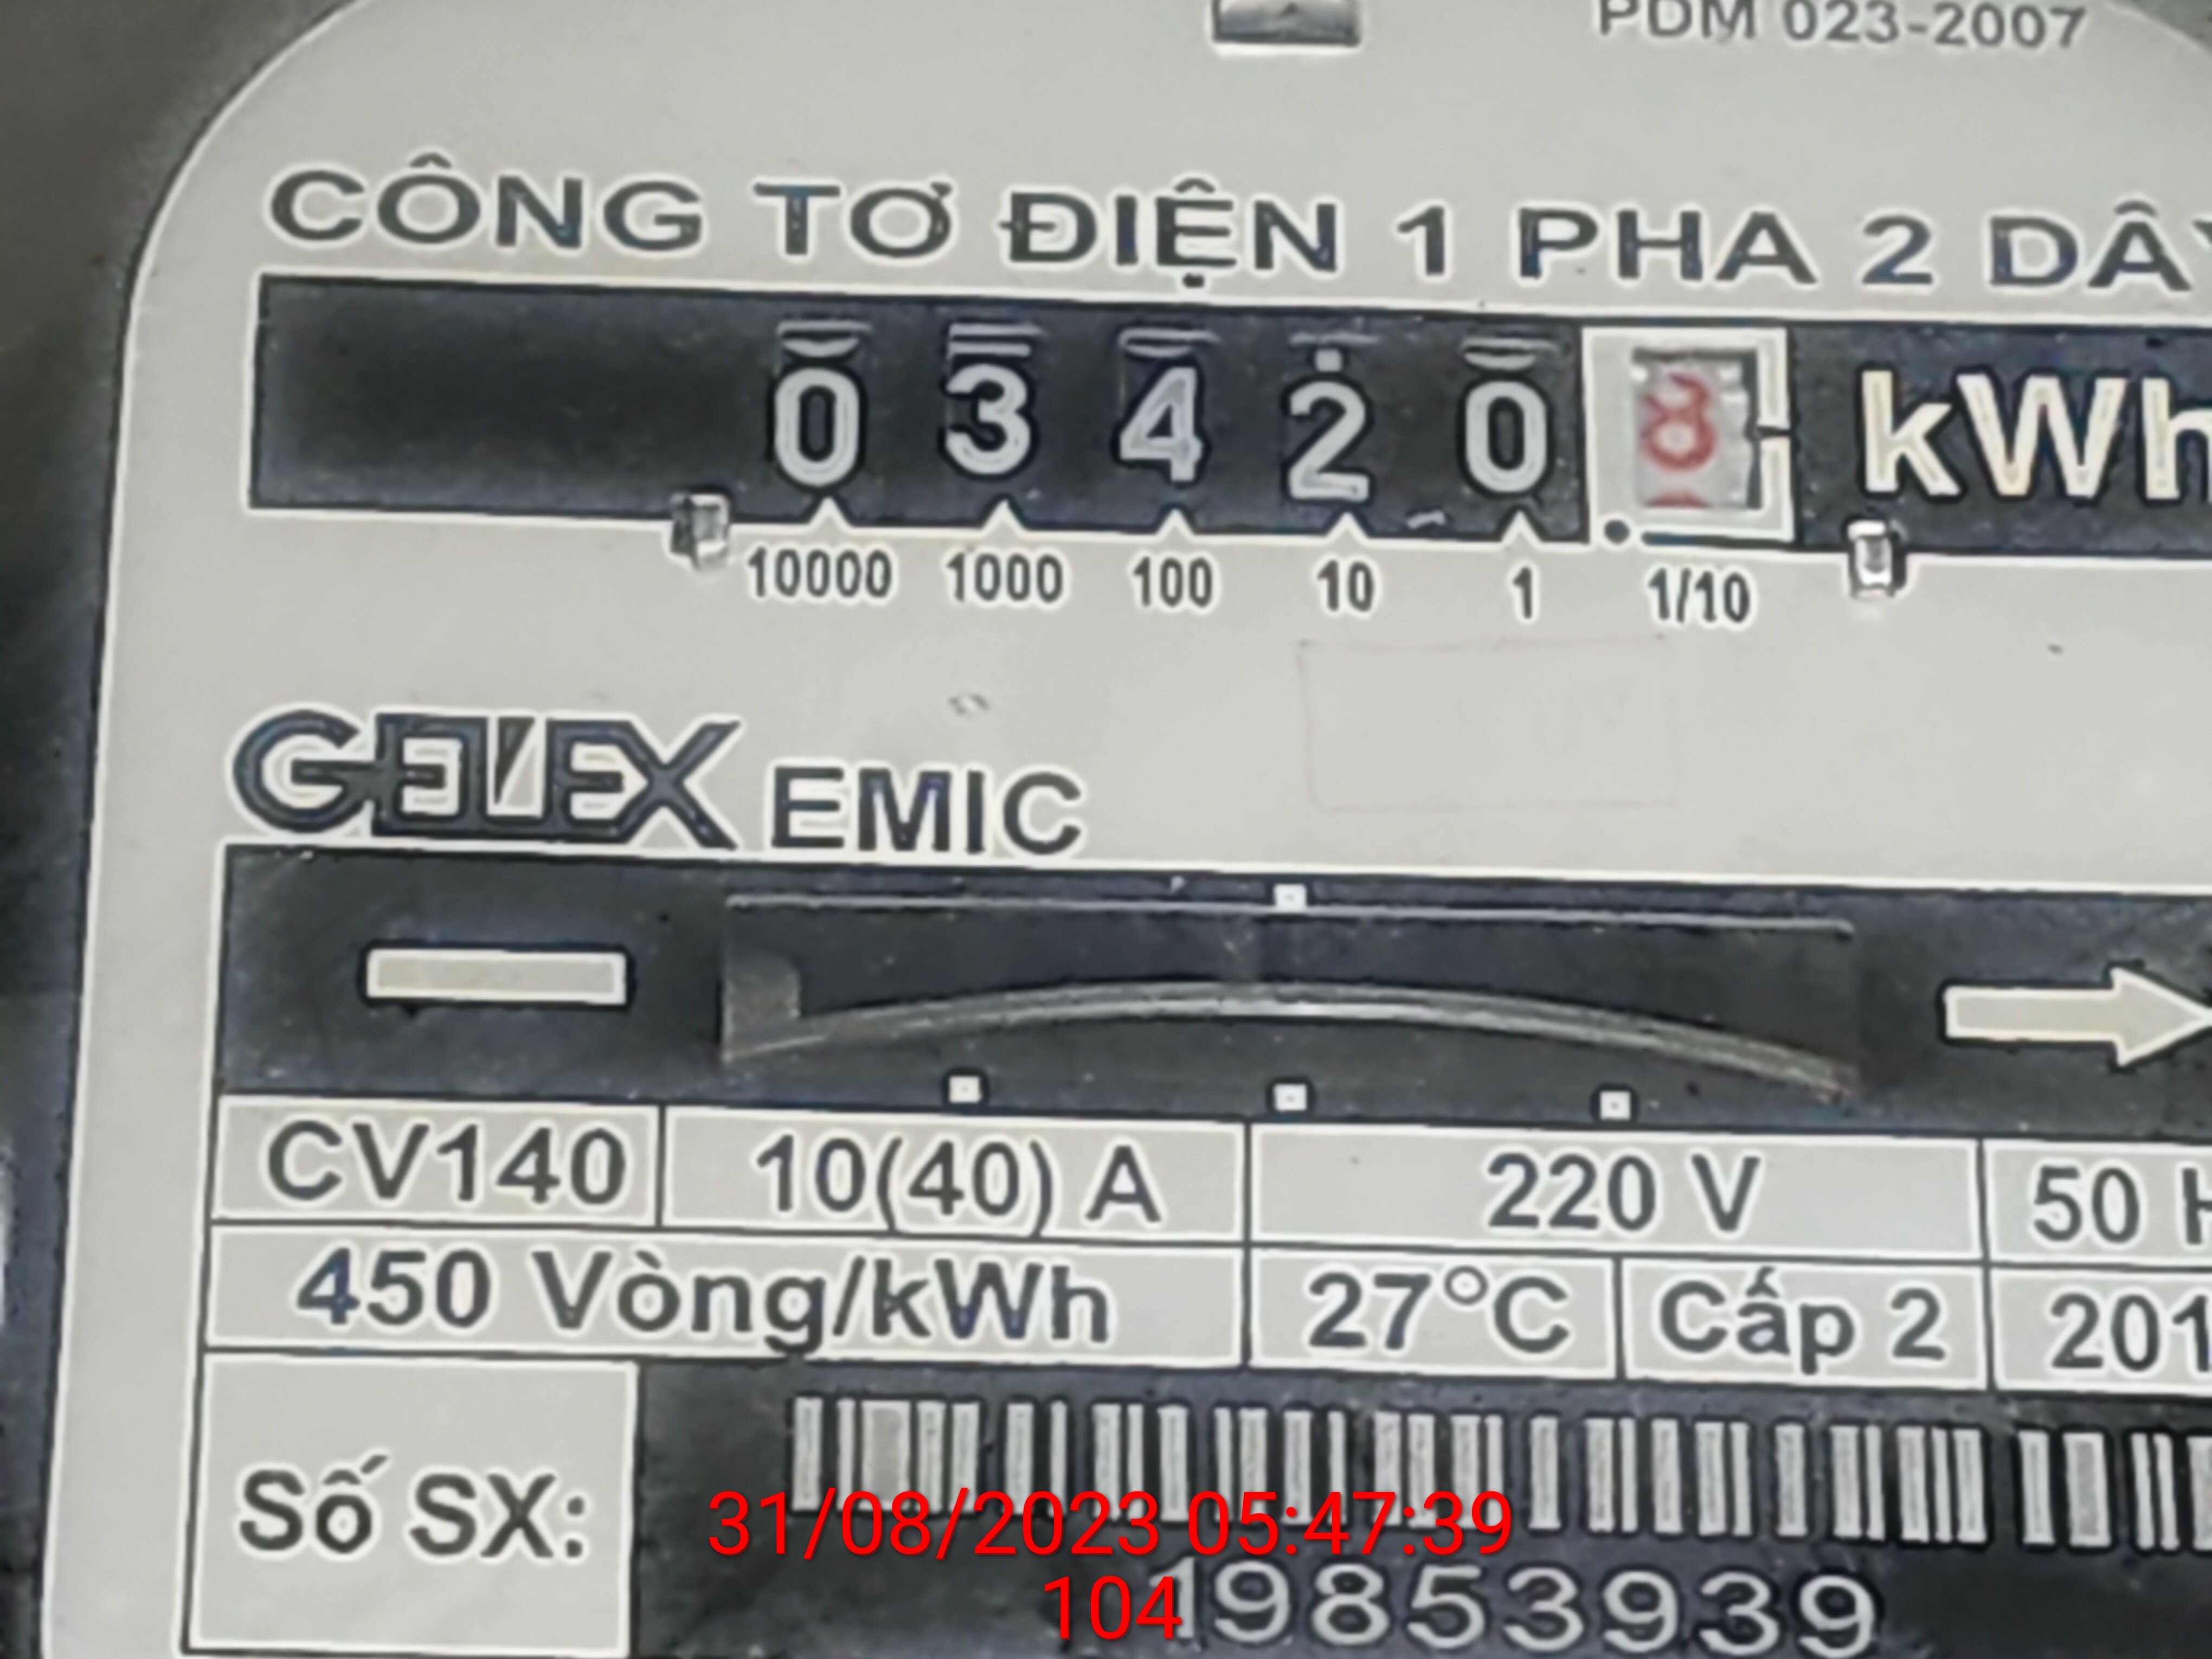 PDM 023-2007
CÔNG TƠ ĐIỆN 1 PHA 2 DÂY
0 3 4 2 0 8 kWh
10000 1000 100 10 1 1/10
GELEX EMIC
CV140 10(40) A 220 V 50 H
450 Vòng/kWh 27°C Cấp 2 201
Số SX:
31/08/2023 05:47:39
104
19853939